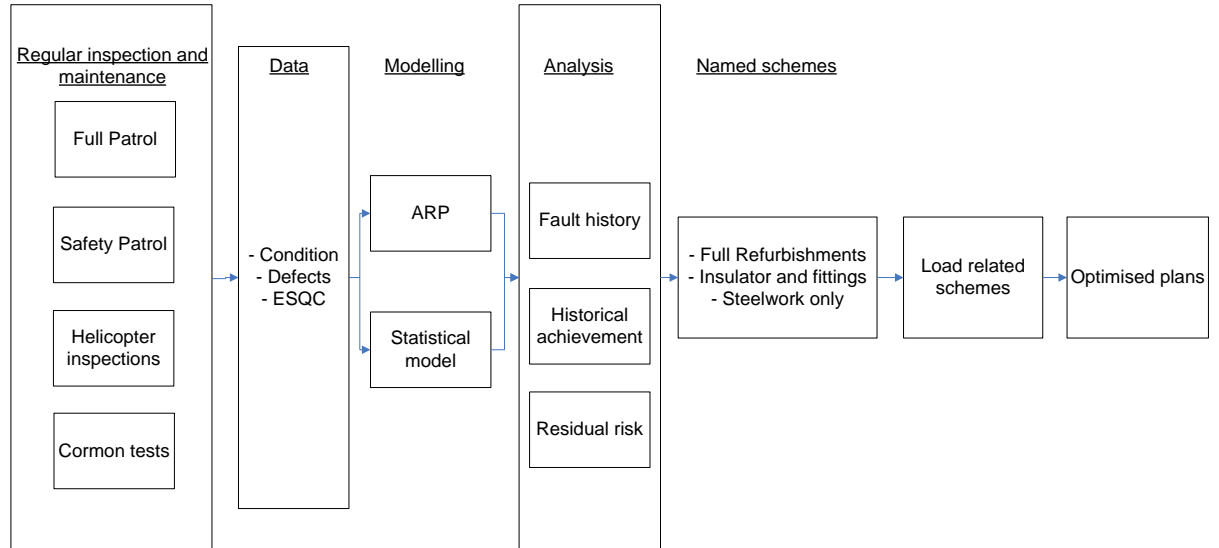 Regular inspection and
maintenance
Full Patrol
Safety Patrol
Helicopter
inspections
Cormon tests
Data
- Condition
- Defects
- ESQC
Modelling
ARP
Statistical
model
Analysis
Fault history
Historical
achievement
Residual risk
Named schemes
- Full Refurbishments
- Insulator and fittings
- Steelwork only
Load related
schemes
Optimised plans